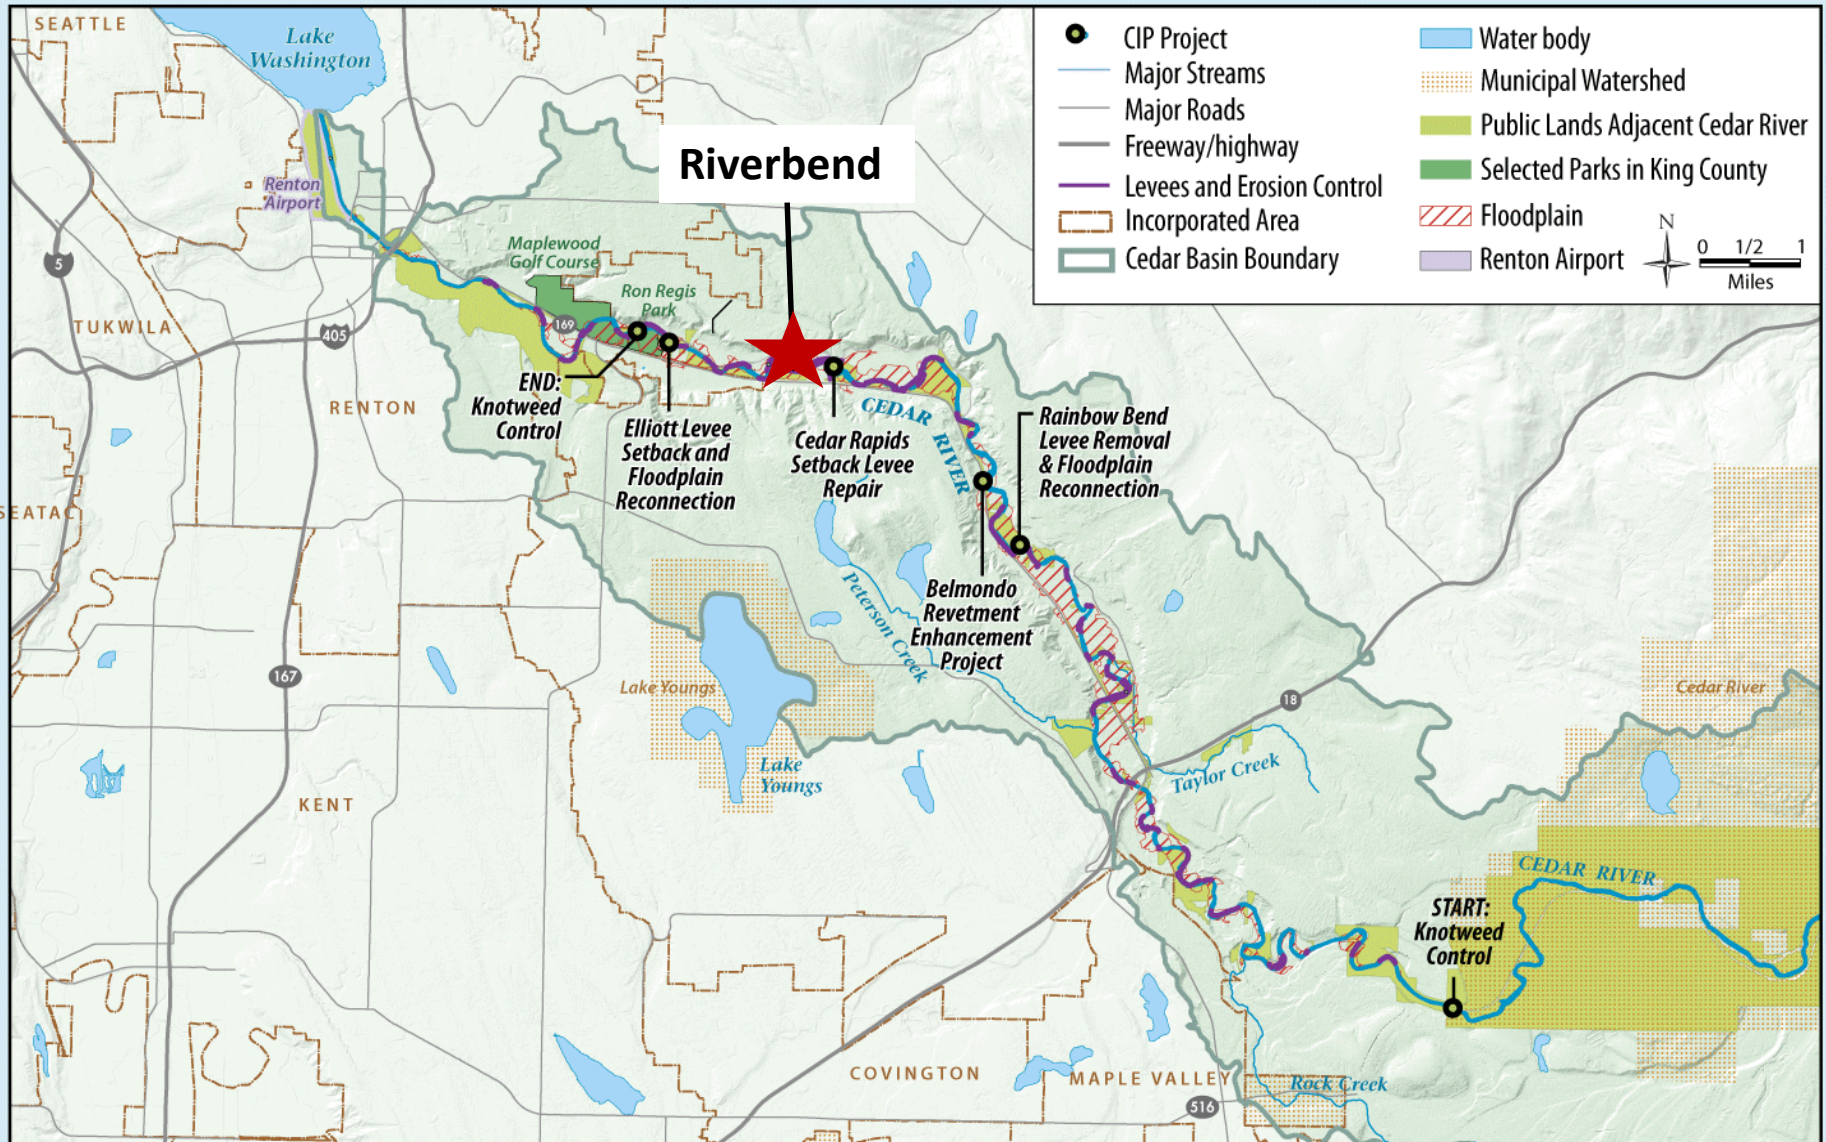 SEATTLE
Lake
Washington
Riverbend
Renton
Airport
Maplewood
Golf Course
Ron Regis
Park
5
TUKWILA
405
169
RENTON
END:
Knotweed
Control
Elliott Levee
Setback and
Floodplain
Reconnection
Cedar Rapids
Setback Levee
Repair
CEDAR RIVER
Rainbow Bend
Levee Removal
& Floodplain
Reconnection
SEATAC
Belmondo
Revetment
Enhancement
Project
Peterson Creek
167
Lake Youngs
Lake
Youngs
18
Cedar River
Taylor Creek
KENT
CEDAR RIVER
START:
Knotweed
Control
COVINGTON
MAPLE VALLEY
516
Rock Creek
CIP Project
Major Streams
Major Roads
Freeway/highway
Levees and Erosion Control
Incorporated Area
Cedar Basin Boundary
Water body
Municipal Watershed
Public Lands Adjacent Cedar River
Selected Parks in King County
Floodplain
Renton Airport
N
0 1/2 1
Miles